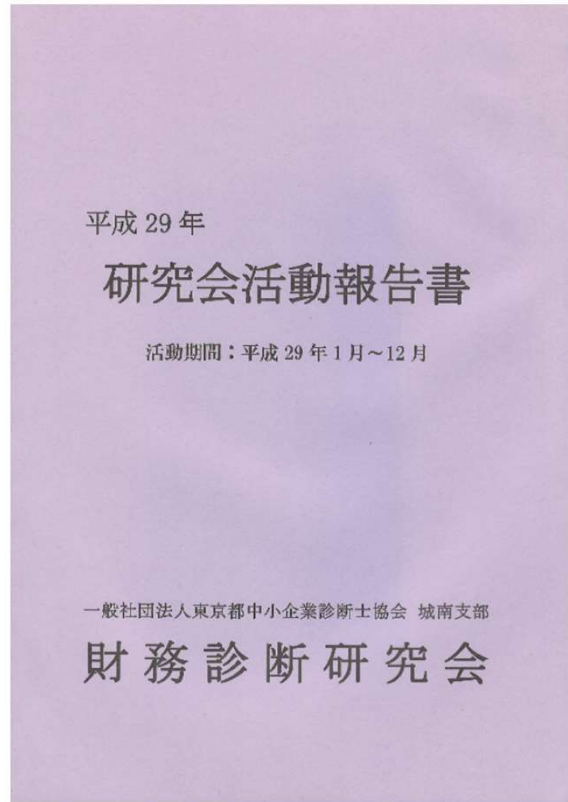 平成 29 年
研究会活動報告書
活動期間：平成 29 年 1 月～12 月
一般社団法人東京都中小企業診断士協会 城南支部
財務診断研究会